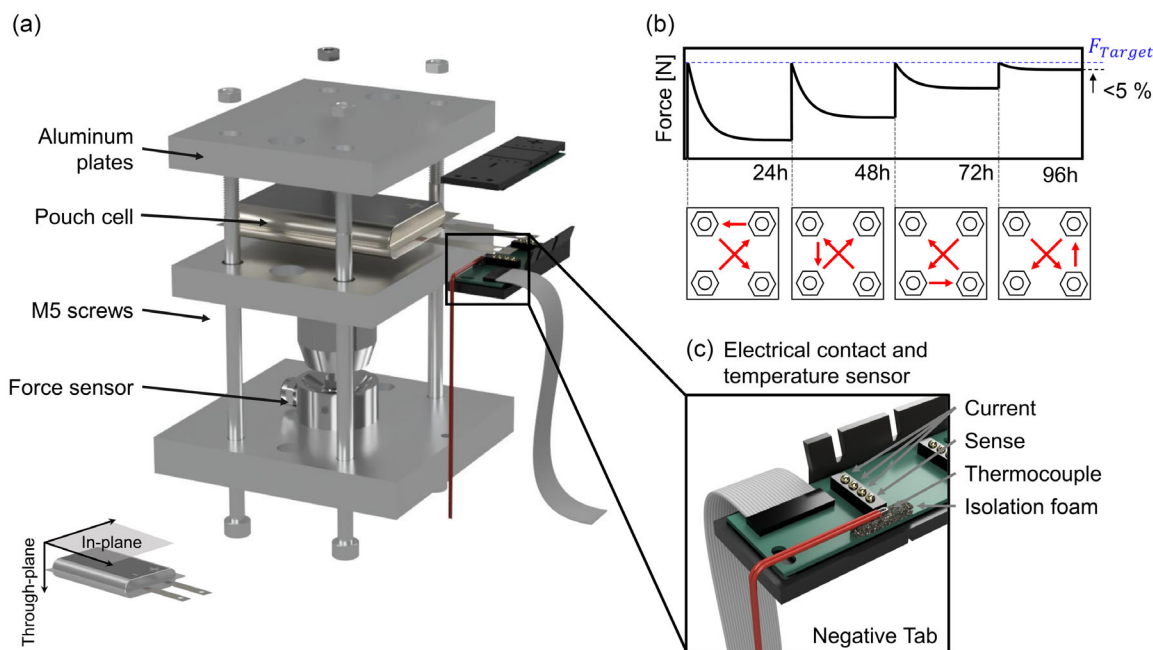 (a)
Aluminum
plates
Pouch cell
M5 screws
Force sensor
In-plane
Through-plane
(b)
Force [N]
F_Target
<5 %
24h
48h
72h
96h
(c) Electrical contact and
temperature sensor
Current
Sense
Thermocouple
Isolation foam
Negative Tab